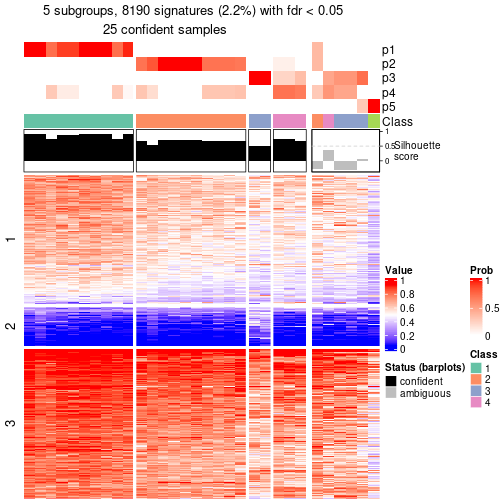 5 subgroups, 8190 signatures (2.2%) with fdr < 0.05
25 confident samples
p1
p2
p3
p4
p5
Class
1
0.5
0
Silhouette
score
1
2
3
Value
1
0.8
0.6
0.4
0.2
0
Status (barplots)
confident
ambiguous
Prob
1
0.5
0
Class
1
2
3
4